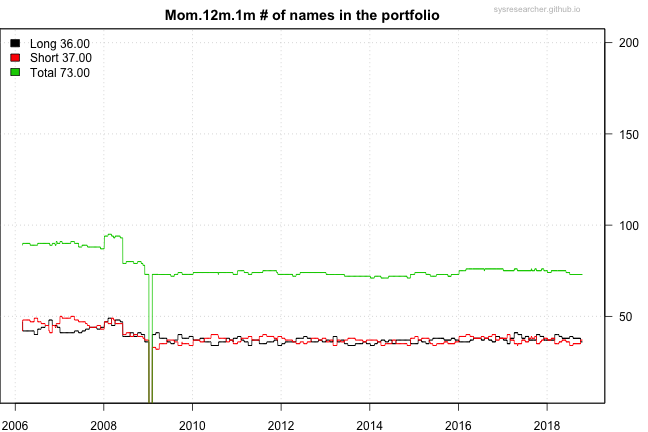 Mom.12m.1m # of names in the portfolio
sysresearcher.github.io
Long 36.00
Short 37.00
Total 73.00
200
150
100
50
2006 2008 2010 2012 2014 2016 2018